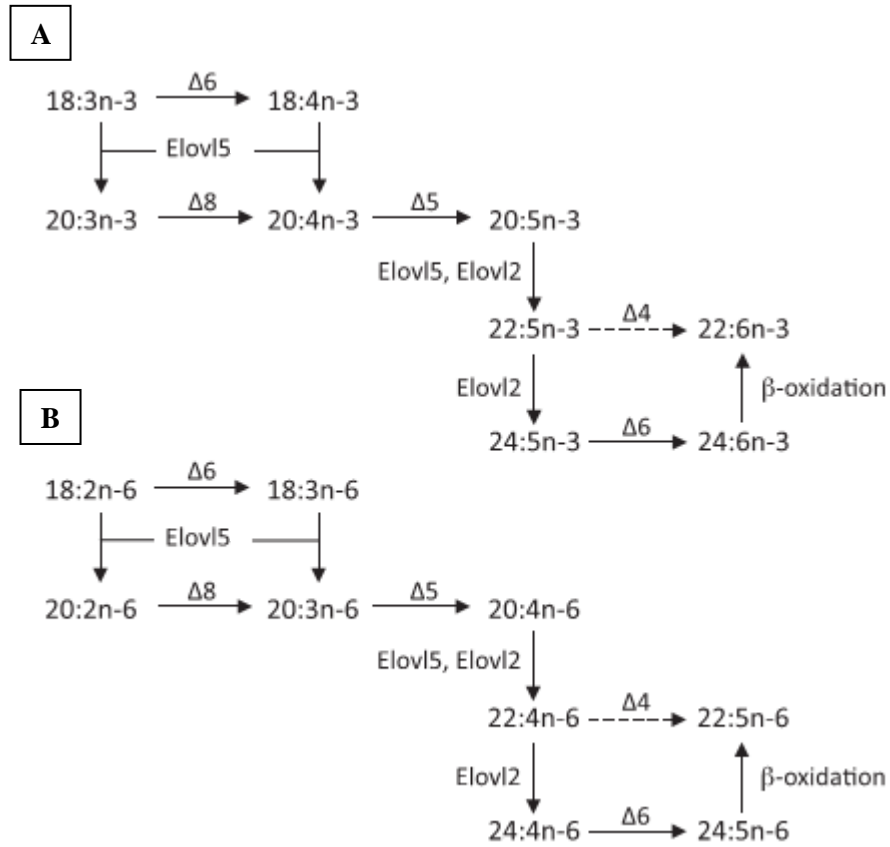 A
Δ6
18:3n-3 18:4n-3
Elovl5
Δ8 Δ5
20:3n-3 20:4n-3 20:5n-3
Elovl5, Elovl2
Δ4
22:5n-3 22:6n-3
Elovl2 β-oxidation
Δ6
24:5n-3 24:6n-3
B
Δ6
18:2n-6 18:3n-6
Elovl5
Δ8 Δ5
20:2n-6 20:3n-6 20:4n-6
Elovl5, Elovl2
Δ4
22:4n-6 22:5n-6
Elovl2 β-oxidation
Δ6
24:4n-6 24:5n-6